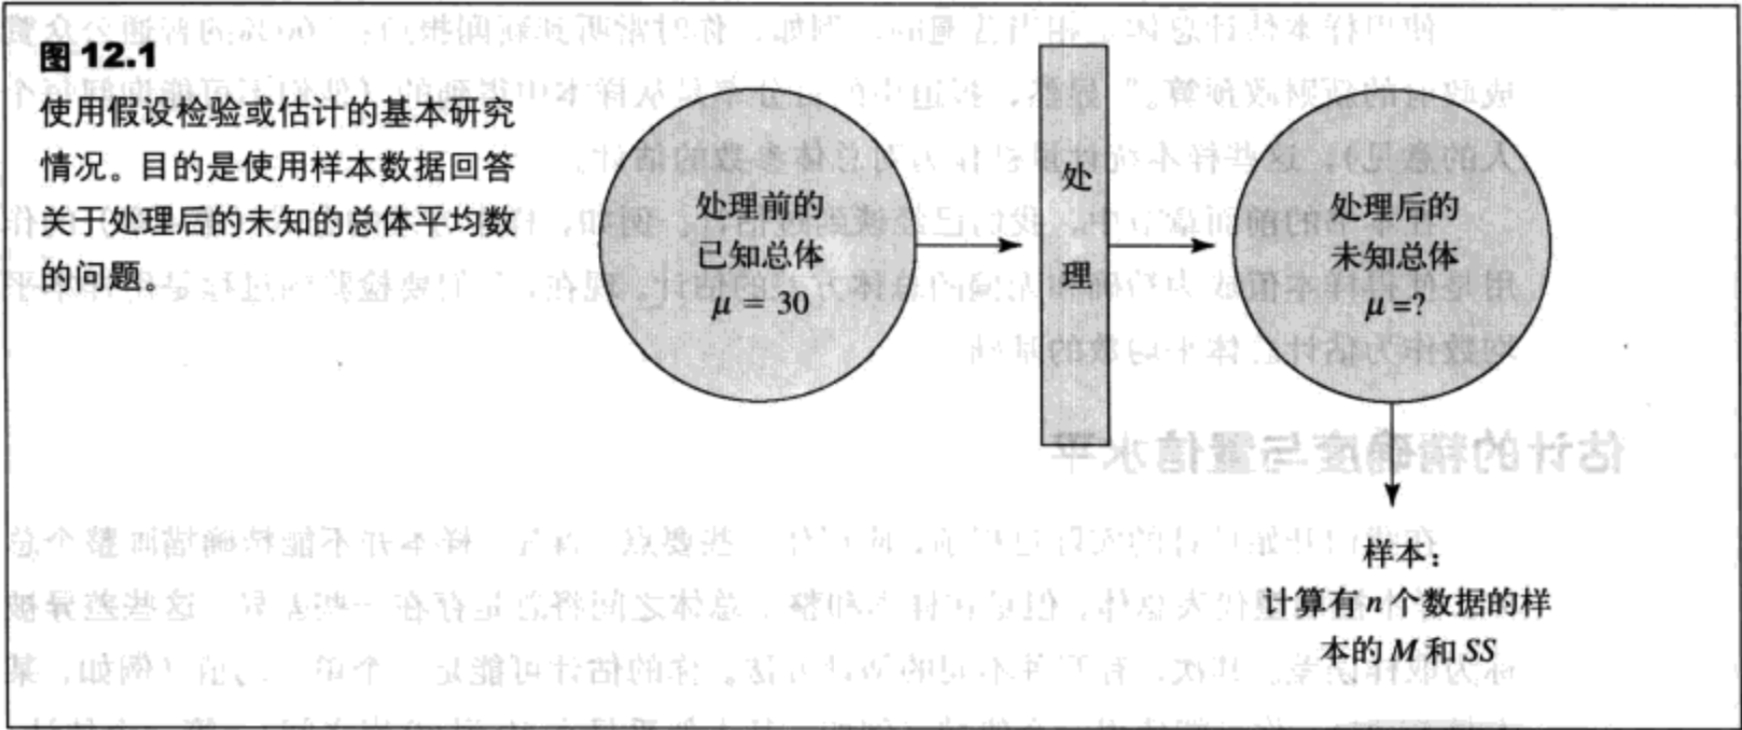 图 12.1
使用假设检验或估计的基本研究
情况。目的是使用样本数据回答
关于处理后的未知的总体平均数
的问题。
处理前的
已知总体
μ = 30
处
理
处理后的
未知总体
μ =?
样本：
计算有 n 个数据的样
本的 M 和 SS